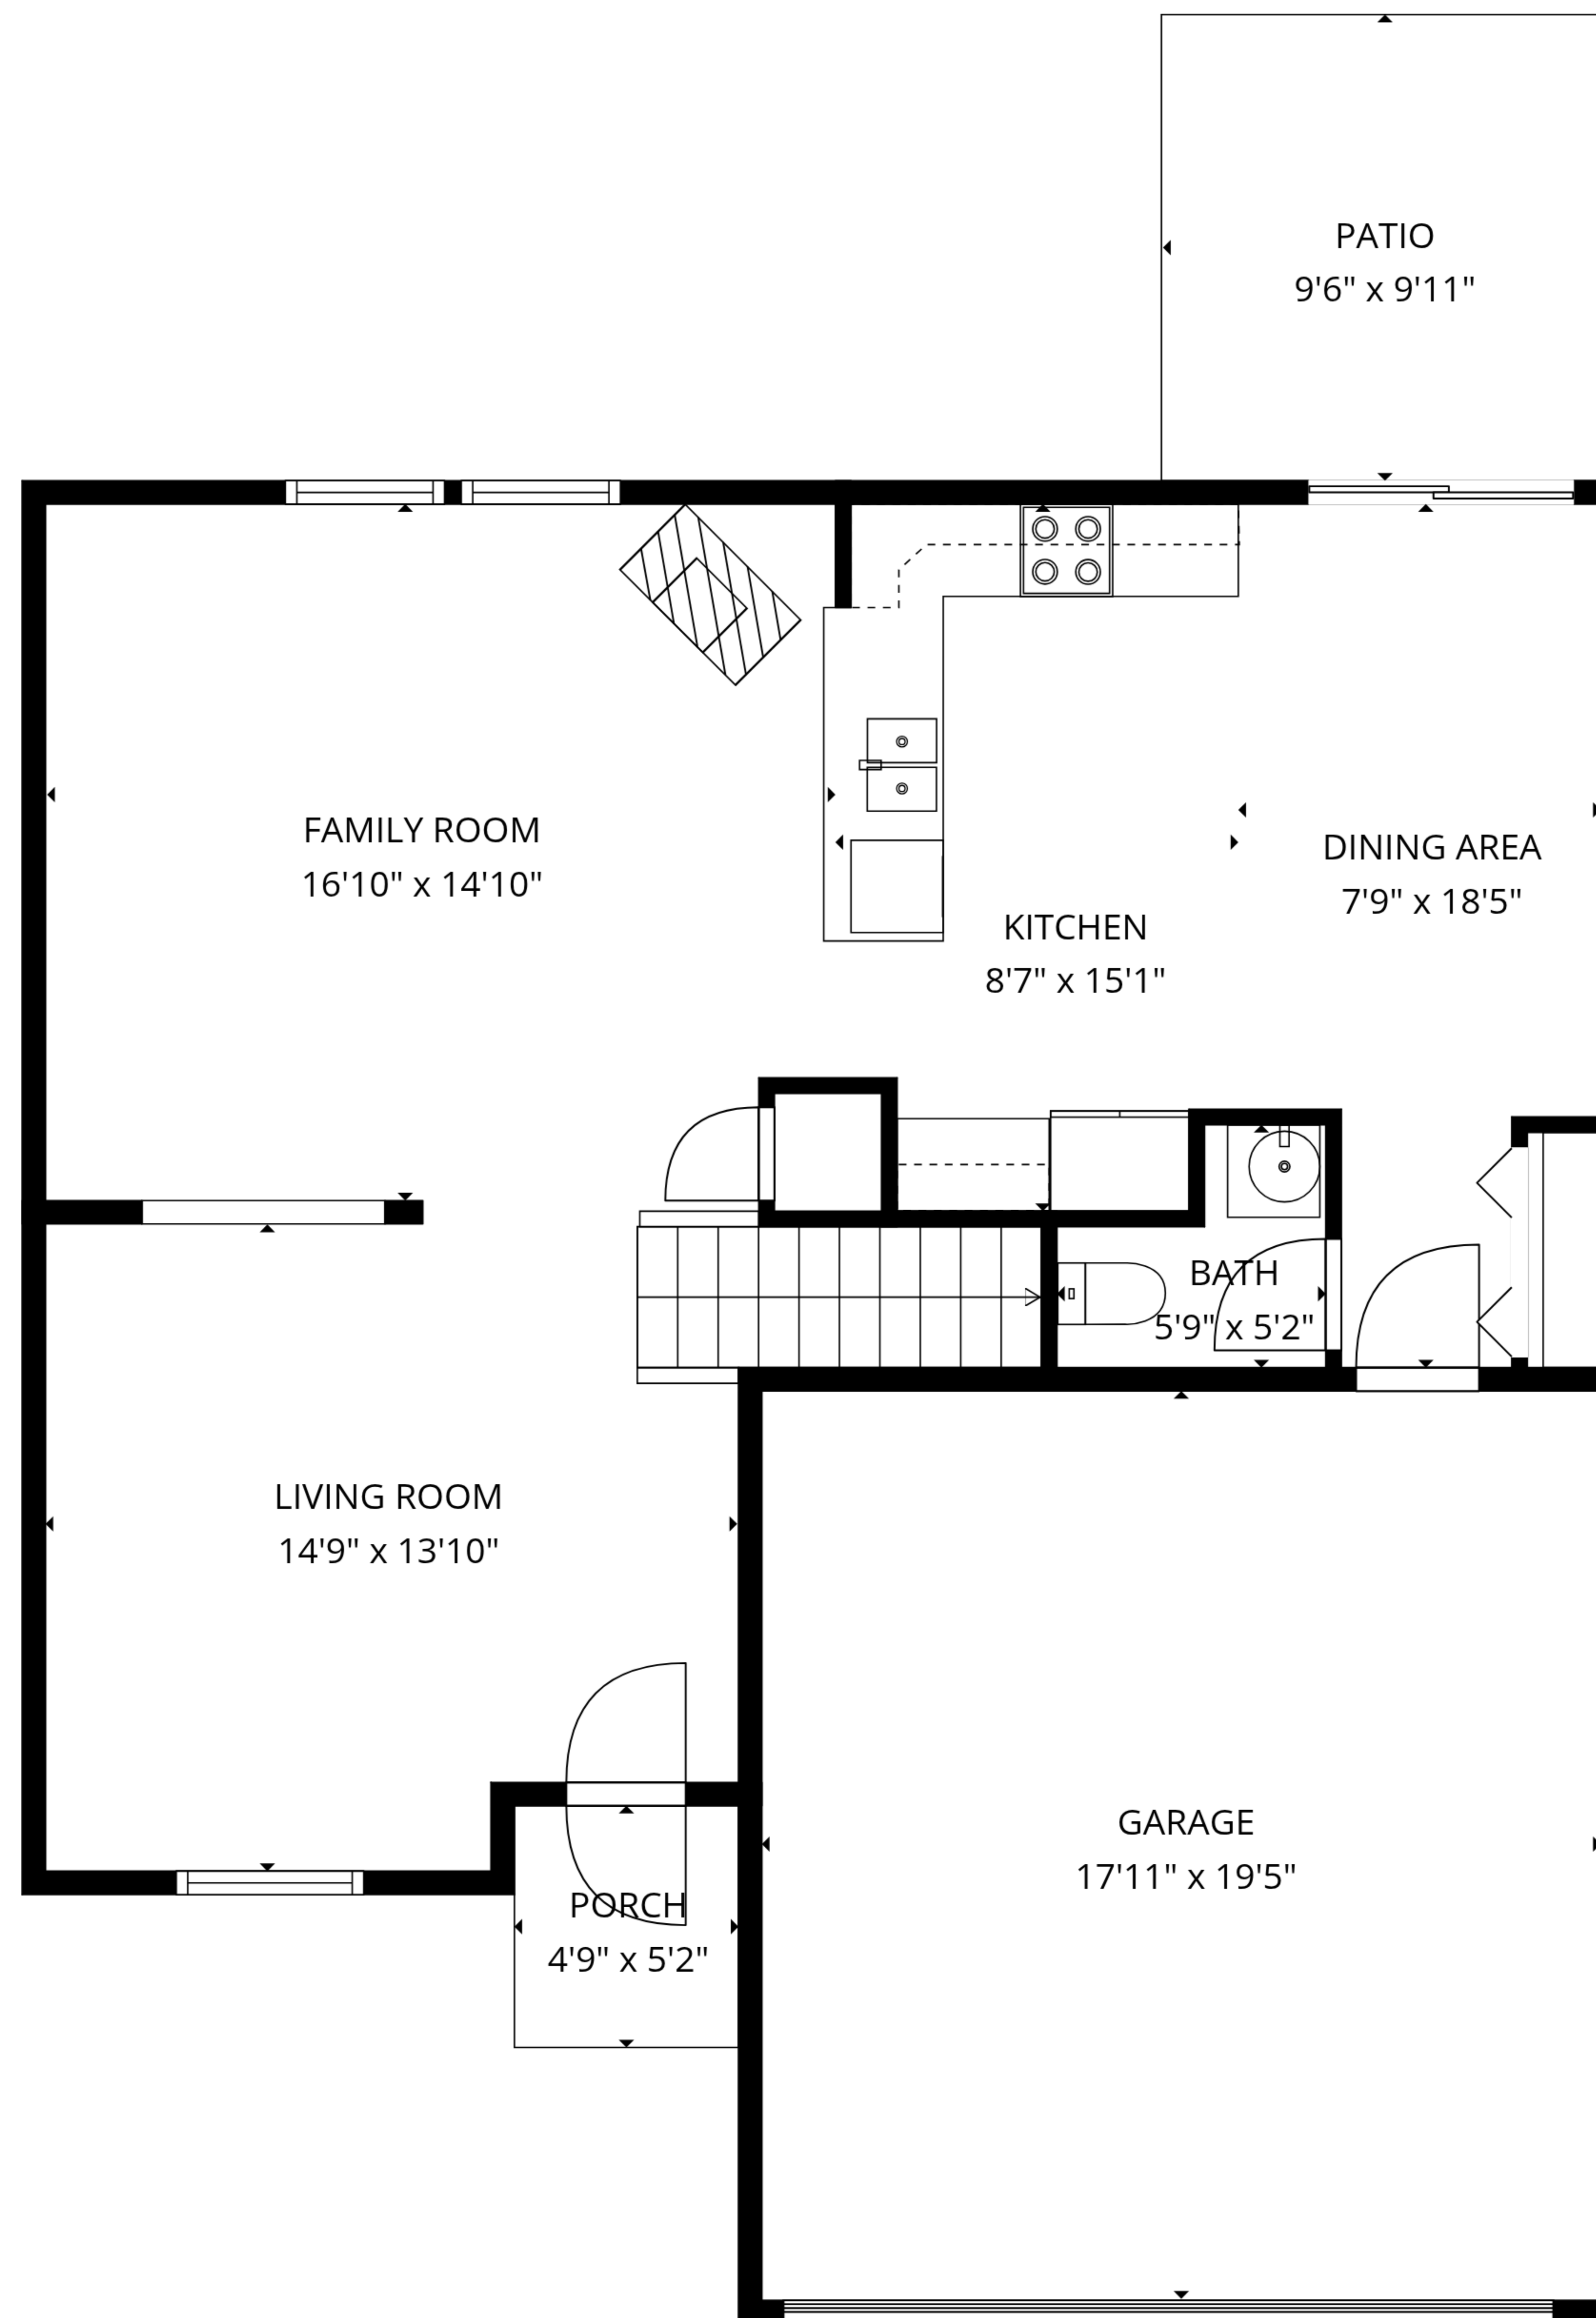 PATIO
9'6" x 9'11"
FAMILY ROOM
16'10" x 14'10"
DINING AREA
7'9" x 18'5"
KITCHEN
8'7" x 15'1"
BATH
5'9" x 5'2"
LIVING ROOM
14'9" x 13'10"
GARAGE
17'11" x 19'5"
PORCH
4'9" x 5'2"